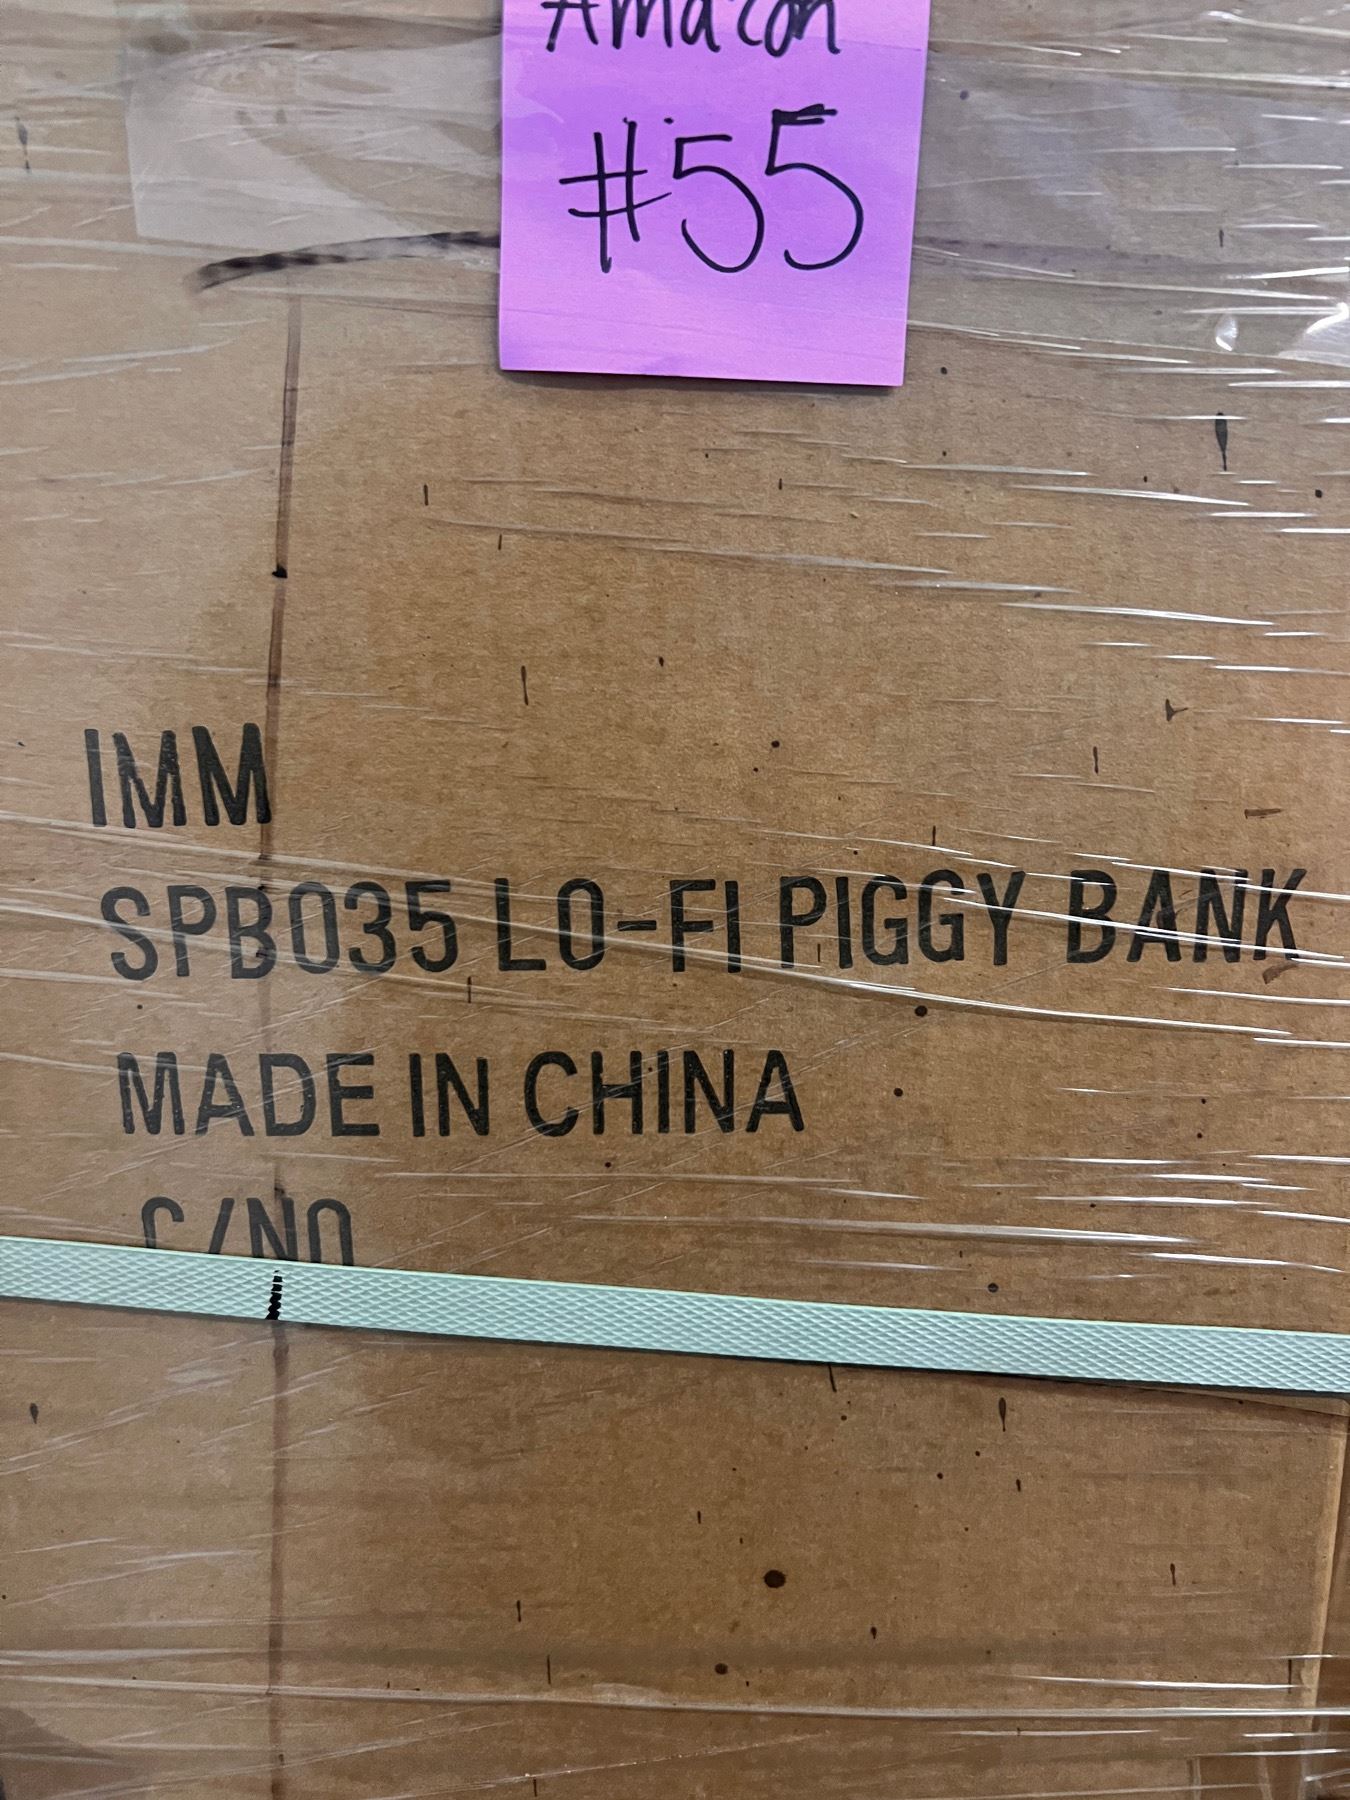 Amazon
#55
IMM
SPB035 LO-FI PIGGY BANK
MADE IN CHINA
C/NO